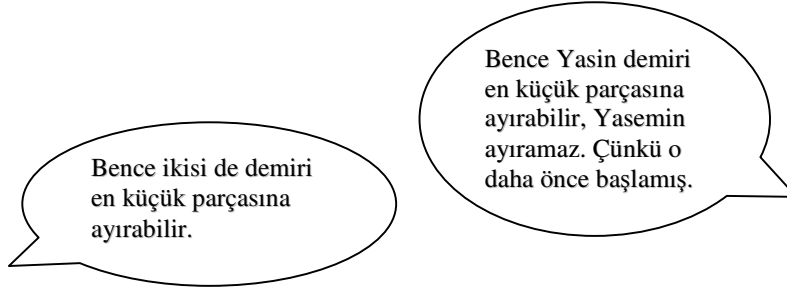 Bence Yasin demiri
en küçük parçasına
ayırabilir, Yasemin
ayıramaz. Çünkü o
daha önce başlamış.
Bence ikisi de demiri
en küçük parçasına
ayırabilir.